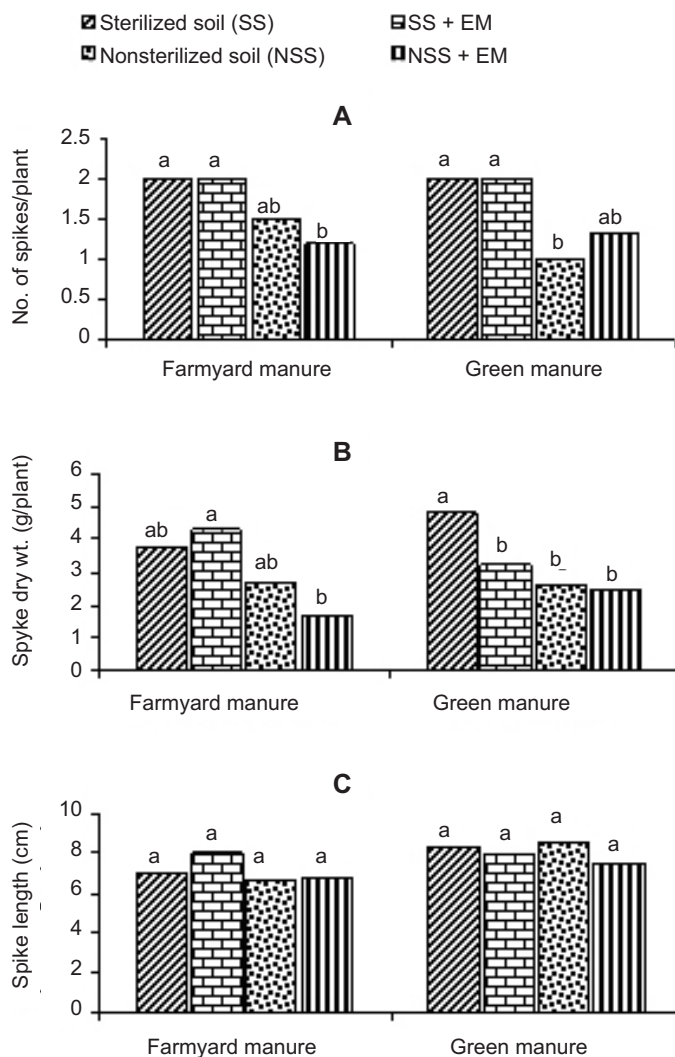 Sterilized soil (SS) SS + EM
Nonsterilized soil (NSS) NSS + EM
A
No. of spikes/plant
2.5
2
1.5
1
0.5
0
a a ab b a a b ab
Farmyard manure Green manure
B
Spyke dry wt. (g/plant)
6
5
4
3
2
1
0
ab a ab b a b b b
Farmyard manure Green manure
C
Spike length (cm)
10
8
6
4
2
0
a a a a a a a a
Farmyard manure Green manure